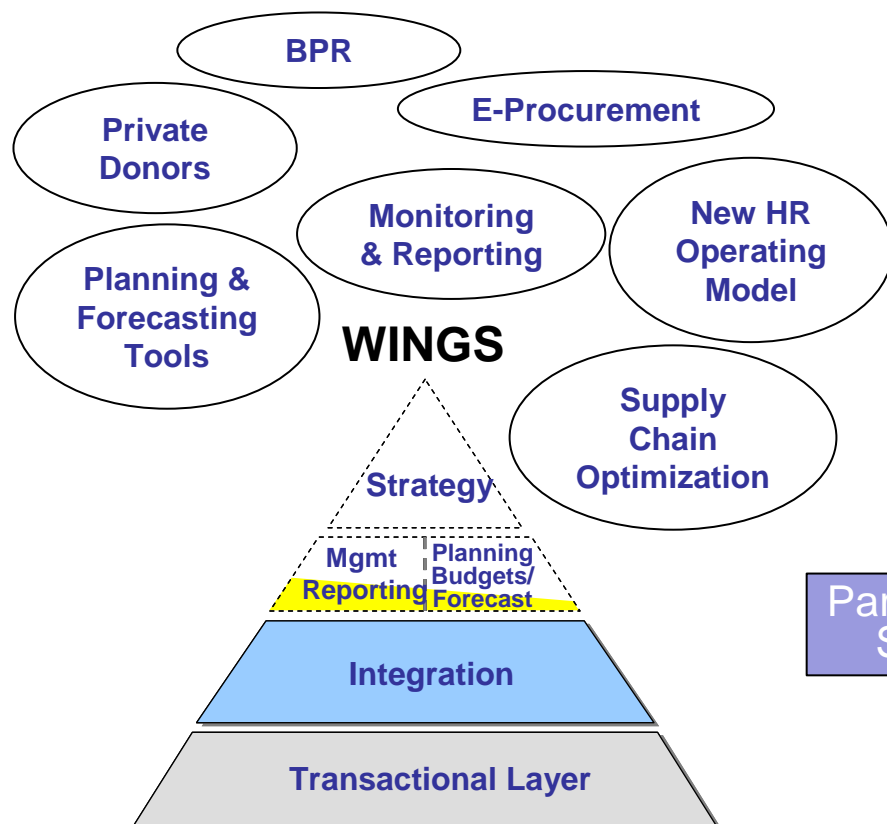 BPR
E-Procurement
Private
Donors
Monitoring
& Reporting
New HR
Operating
Model
Planning &
Forecasting
Tools
WINGS
Supply
Chain
Optimization
Strategy
Mgmt
Reporting
Planning
Budgets/
Forecast
Integration
Transactional Layer